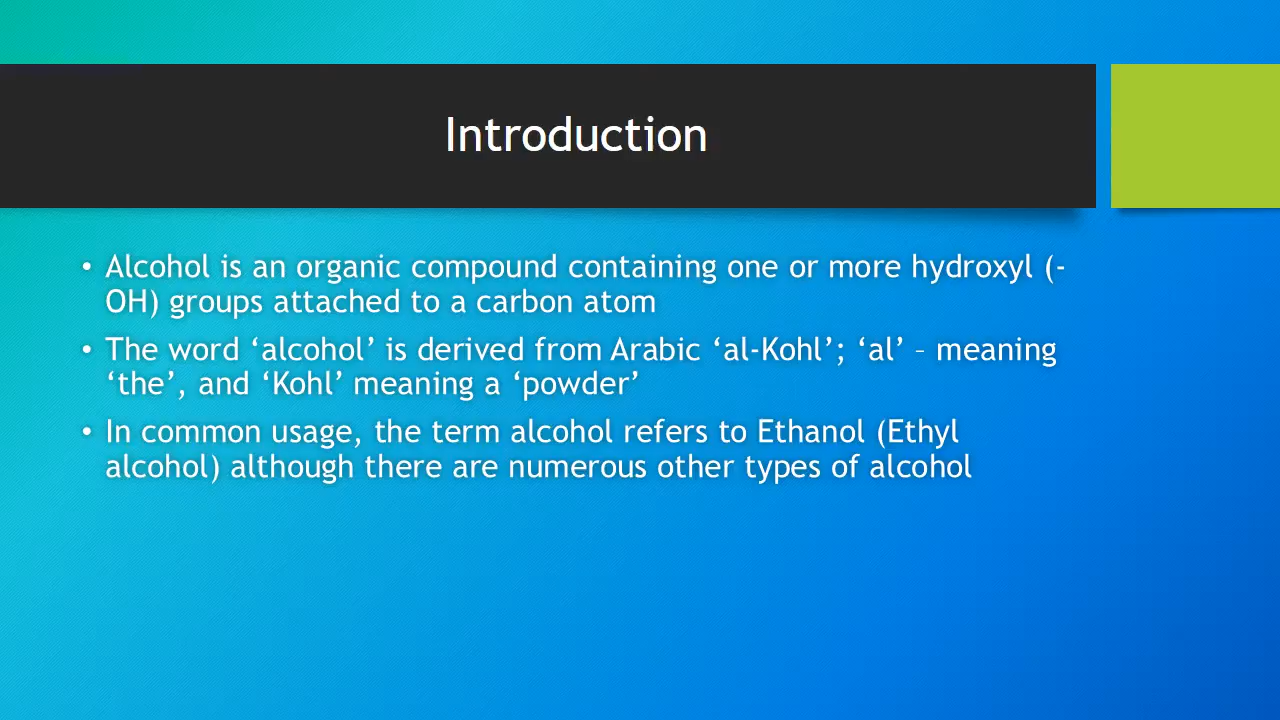 Introduction
• Alcohol is an organic compound containing one or more hydroxyl (-
OH) groups attached to a carbon atom
• The word ‘alcohol’ is derived from Arabic ‘al-Kohl’; ‘al’ – meaning
‘the’, and ‘Kohl’ meaning a ‘powder’
• In common usage, the term alcohol refers to Ethanol (Ethyl
alcohol) although there are numerous other types of alcohol